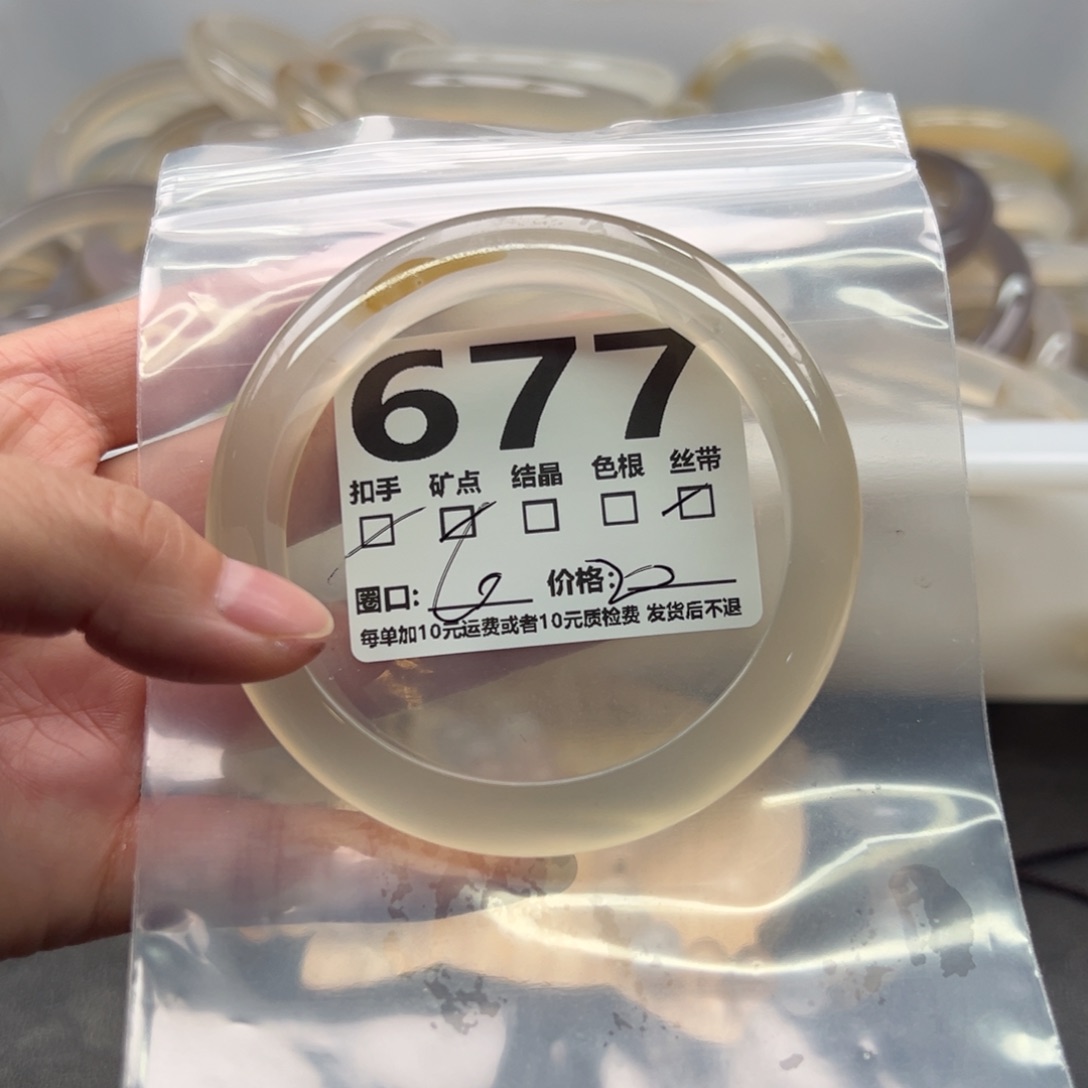 677
扣手 矿点 结晶 色根 丝带
圈口: 价格:
每单加10元运费或者10元质检费 发货后不退